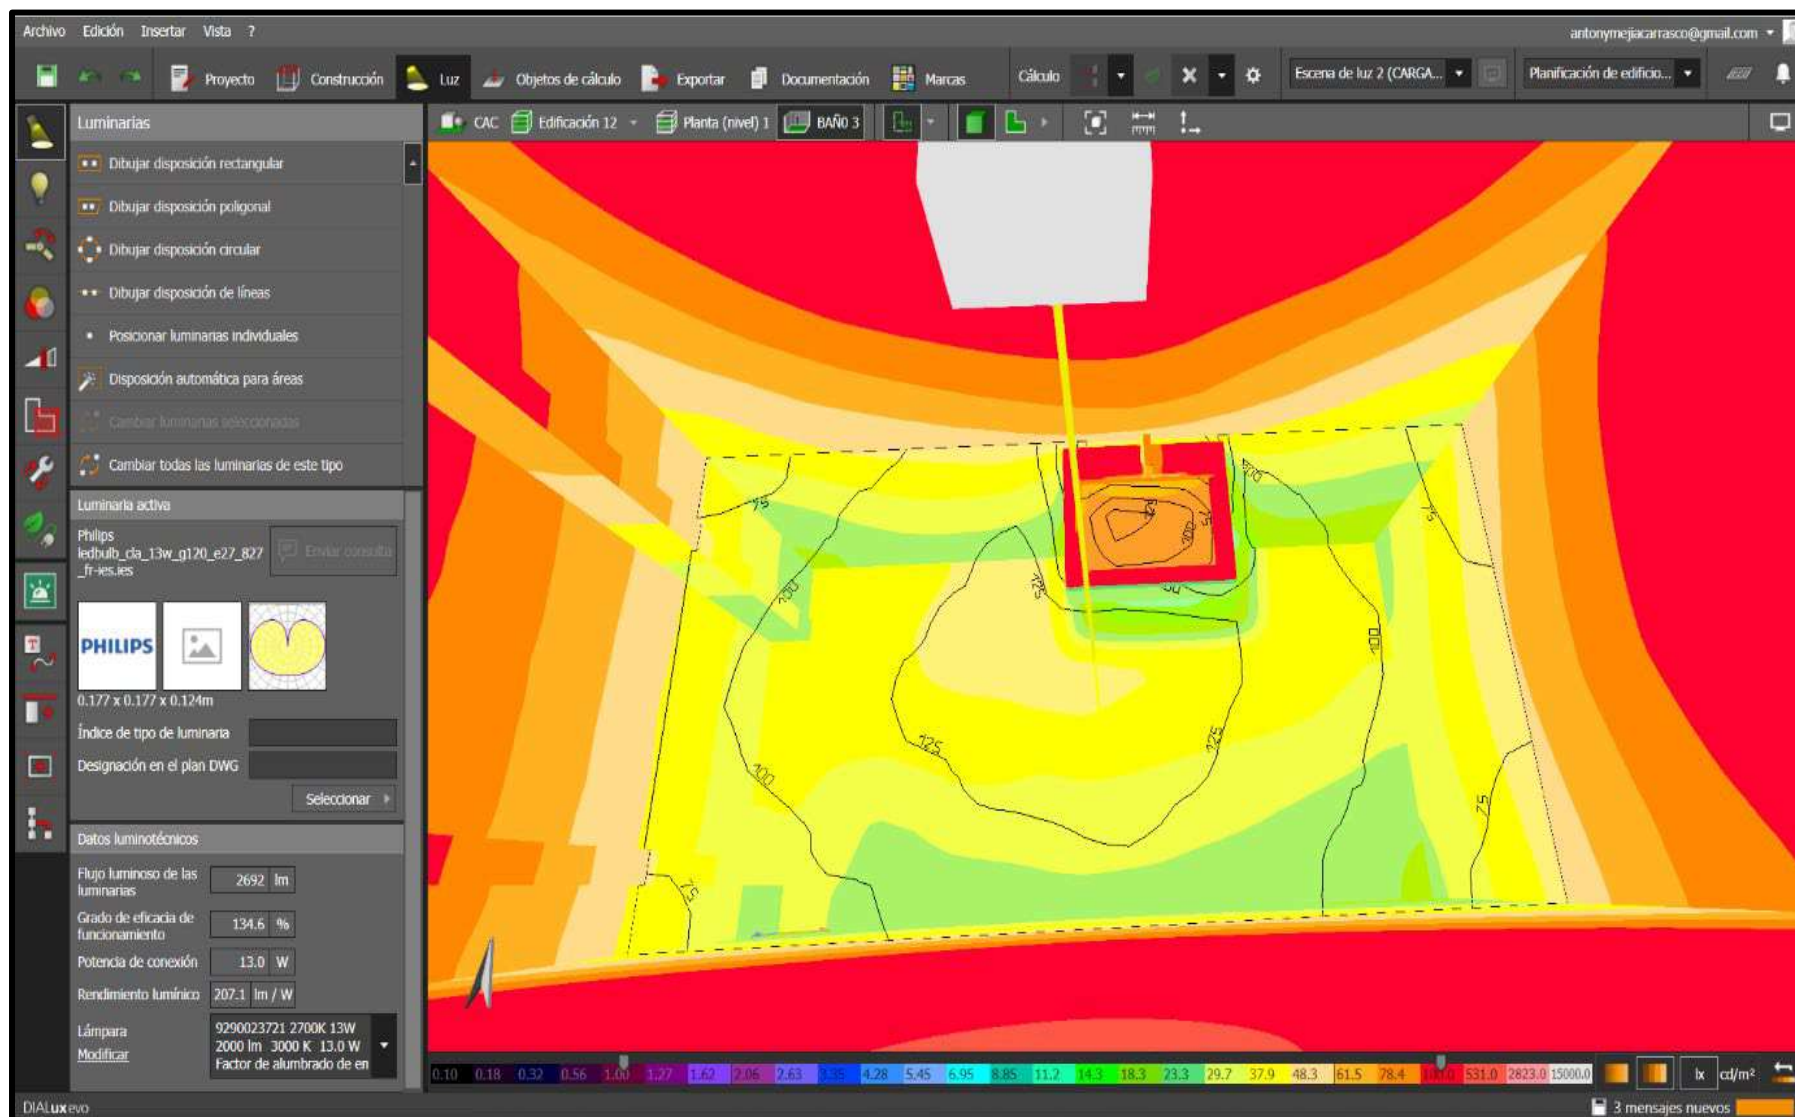 Archivo Edición Insertar Vista ?
antonymejiacarrasco@gmail.com
Proyecto Construcción Luz Objetos de cálculo Exportar Documentación Marcas Cálculo Escena de luz 2 (CARGA... Planificación de edificio...
Luminarias
CAC Edificación 12 Planta (nivel) 1 BAÑO 3
Dibujar disposición rectangular
Dibujar disposición poligonal
Dibujar disposición circular
Dibujar disposición de líneas
Posicionar luminarias individuales
Disposición automática para áreas
Cambiar luminarias seleccionadas
Cambiar todas las luminarias de este tipo
Luminaria activa
Philips
ledbulb_cla_13w_g120_e27_827
_fr-ies.ies
Enviar consulta
PHILIPS
0.177 x 0.177 x 0.124m
Índice de tipo de luminaria
Designación en el plan DWG
Seleccionar
Datos luminotécnicos
Flujo luminoso de las
luminarias
2692 lm
Grado de eficacia de
funcionamiento
134.6 %
Potencia de conexión 13.0 W
Rendimiento lumínico 207.1 lm / W
Lámpara
Modificar
9290023721 2700K 13W
2000 lm 3000 K 13.0 W
Factor de alumbrado de en
75
100
125
75
100
100
125
125
100
75
75
0.10 0.18 0.32 0.56 1.00 1.27 1.62 2.06 2.63 3.35 4.28 5.45 6.95 8.85 11.2 14.3 18.3 23.3 29.7 37.9 48.3 61.5 78.4 100.0 531.0 2823.0 15000.0
lx cd/m²
DIALux evo
3 mensajes nuevos